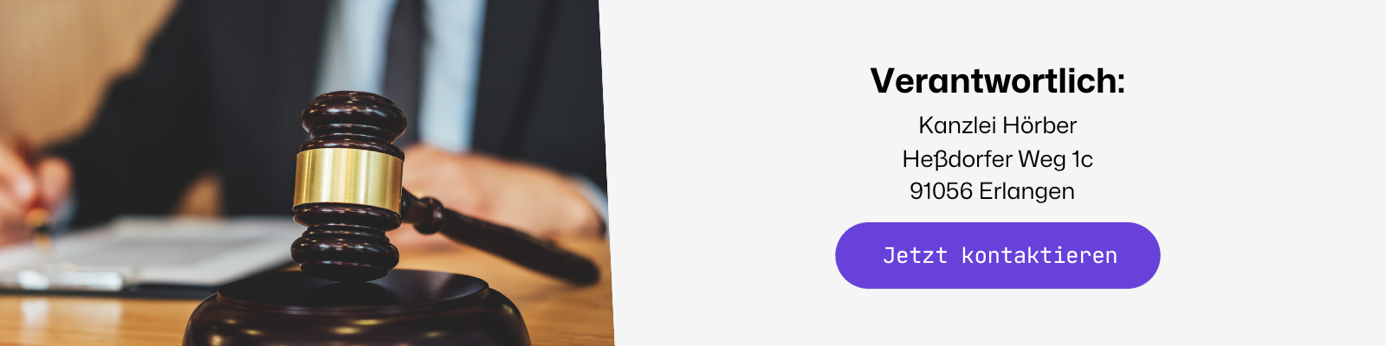 Verantwortlich:
Kanzlei Hörber
Heßdorfer Weg 1c
91056 Erlangen
Jetzt kontaktieren